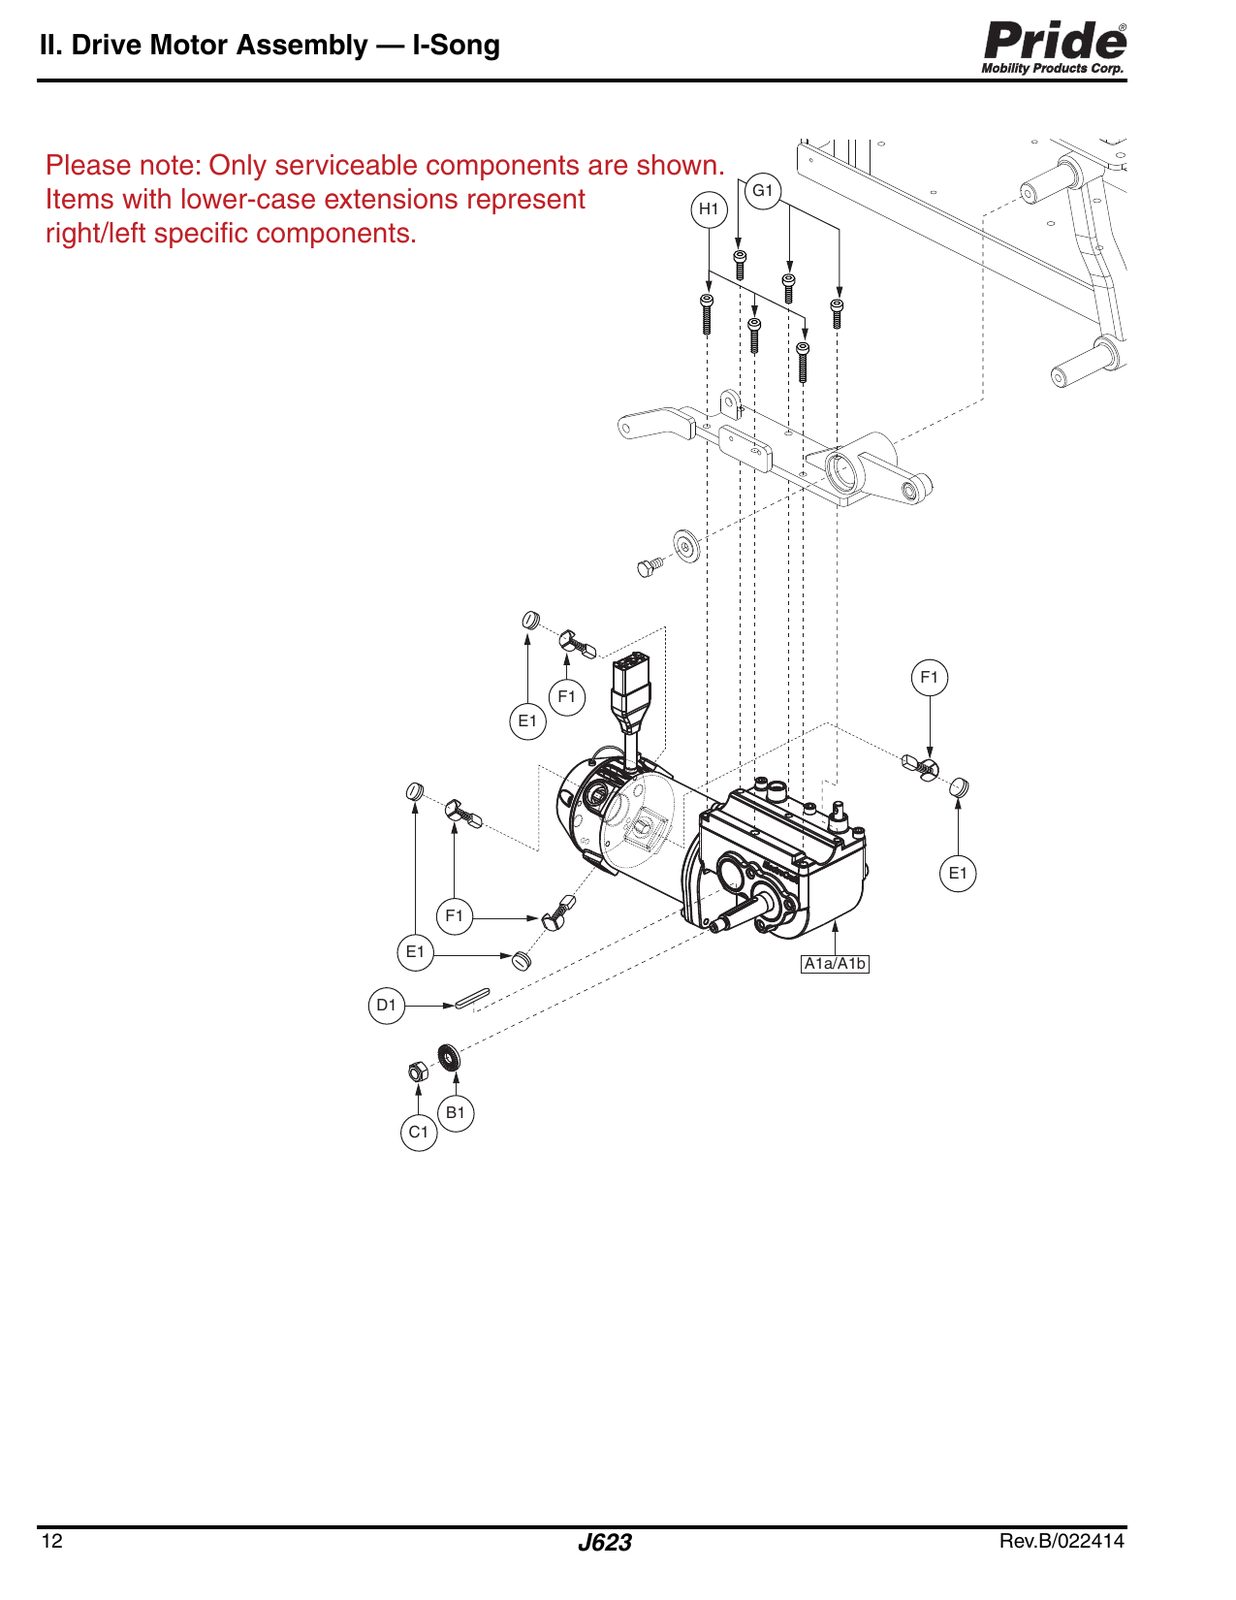 II. Drive Motor Assembly — I-Song
Pride®
Mobility Products Corp.
Please note: Only serviceable components are shown.
Items with lower-case extensions represent
right/left specific components.
G1
H1
F1
E1
F1
E1
F1
E1
A1a/A1b
D1
B1
C1
12
J623
Rev.B/022414